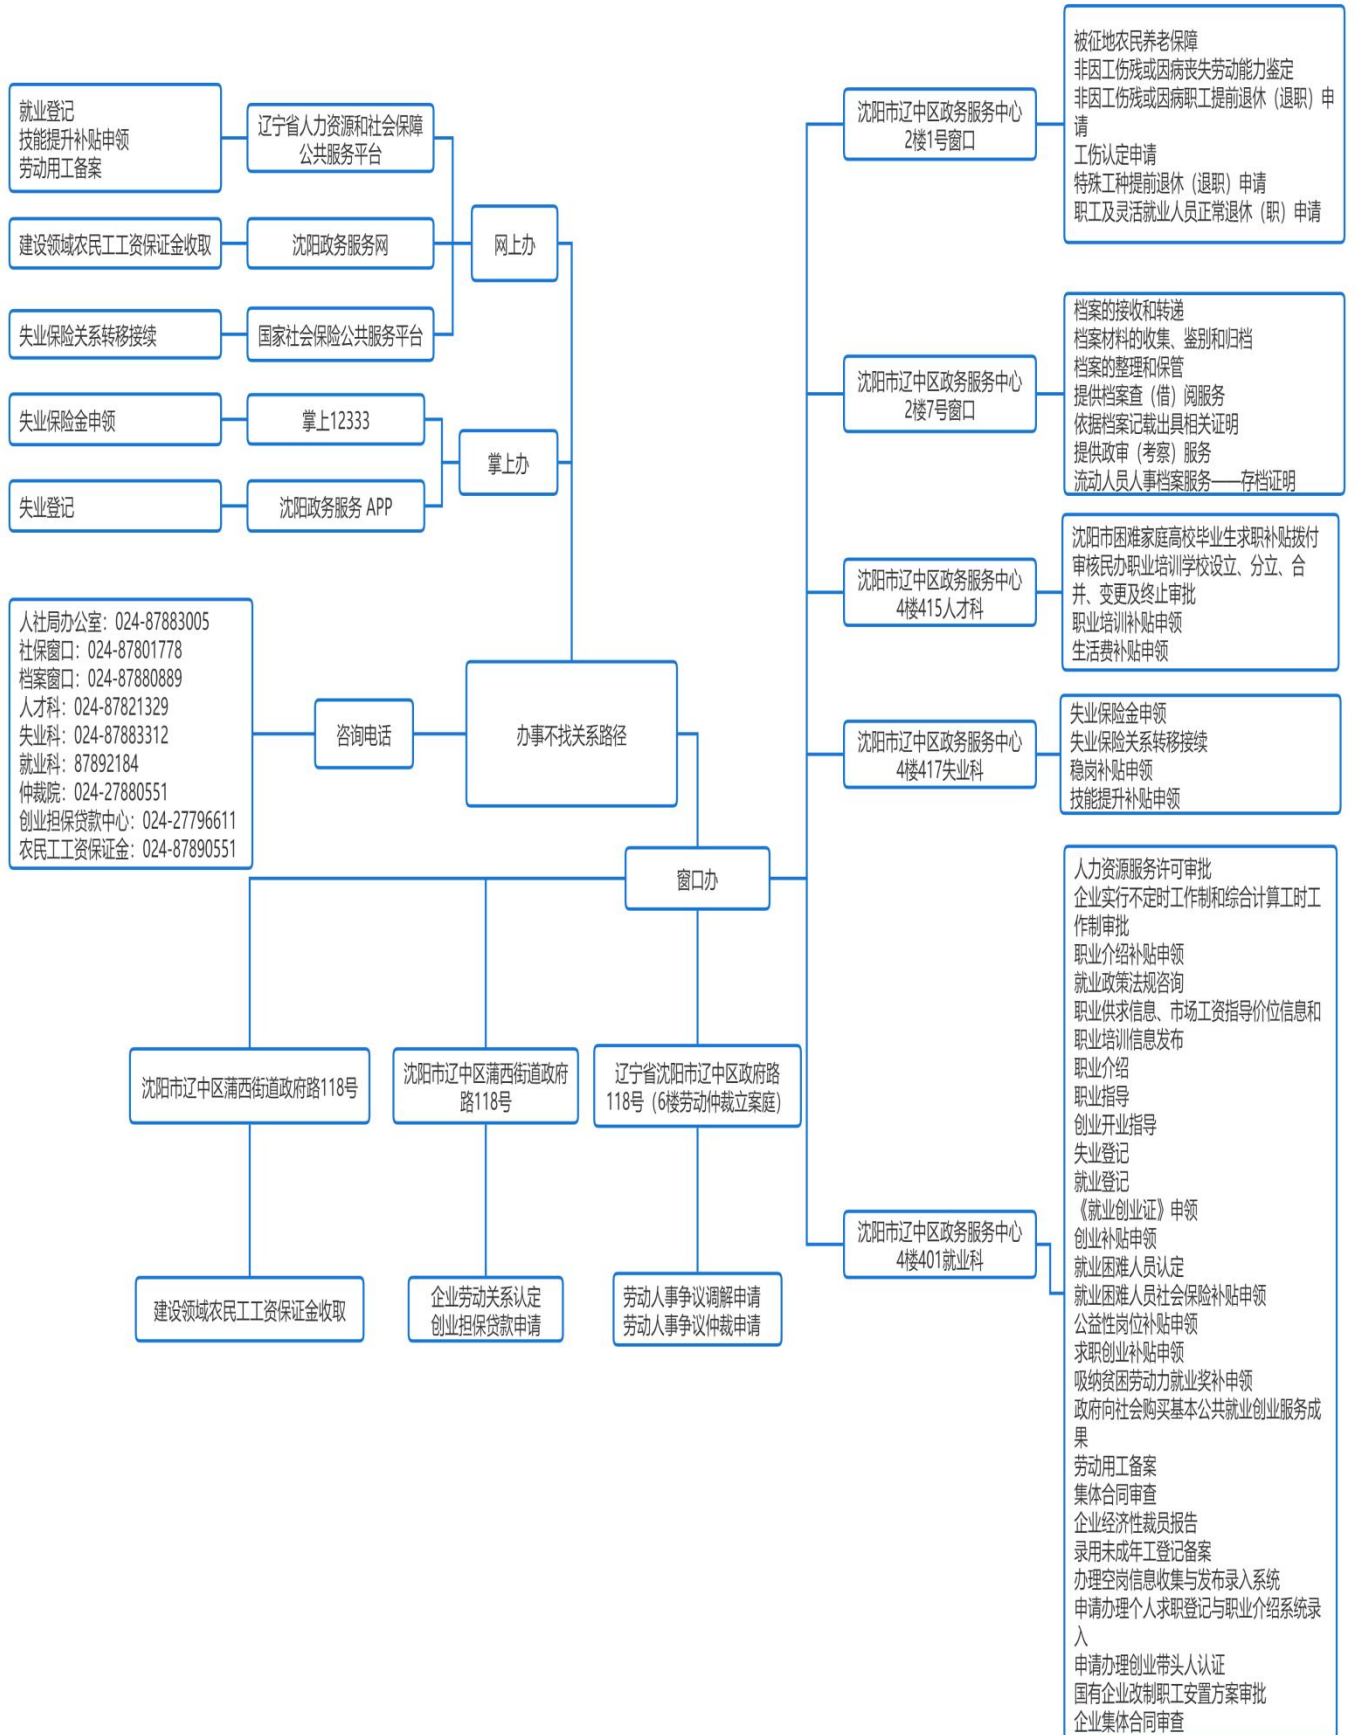 就业登记
技能提升补贴申领
劳动用工备案
辽宁省人力资源和社会保障
公共服务平台
建设领域农民工工资保证金收取
沈阳政务服务网
网上办
失业保险关系转移接续
国家社会保险公共服务平台
失业保险金申领
掌上12333
掌上办
失业登记
沈阳政务服务 APP
人社局办公室：024-87883005
社保窗口：024-87801778
档案窗口：024-87880889
人才科：024-87821329
失业科：024-87883312
就业科：87892184
仲裁院：024-27880551
创业担保贷款中心：024-27796611
农民工工资保证金：024-87890551
咨询电话
办事不找关系路径
窗口办
沈阳市辽中区蒲西街道政府路118号
建设领域农民工工资保证金收取
沈阳市辽中区蒲西街道政府
路118号
企业劳动关系认定
创业担保贷款申请
辽宁省沈阳市辽中区政府路
118号（6楼劳动仲裁立案庭）
劳动人事争议调解申请
劳动人事争议仲裁申请
沈阳市辽中区政务服务中心
2楼1号窗口
被征地农民养老保障
非因工伤残或因病丧失劳动能力鉴定
非因工伤残或因病职工提前退休（退职）申
请
工伤认定申请
特殊工种提前退休（退职）申请
职工及灵活就业人员正常退休（职）申请
沈阳市辽中区政务服务中心
2楼7号窗口
档案的接收和转递
档案材料的收集、鉴别和归档
档案的整理和保管
提供档案查（借）阅服务
依据档案记载出具相关证明
提供政审（考察）服务
流动人员人事档案服务——存档证明
沈阳市辽中区政务服务中心
4楼415人才科
沈阳市困难家庭高校毕业生求职补贴拨付
审核民办职业培训学校设立、分立、合
并、变更及终止审批
职业培训补贴申领
生活费补贴申领
沈阳市辽中区政务服务中心
4楼417失业科
失业保险金申领
失业保险关系转移接续
稳岗补贴申领
技能提升补贴申领
沈阳市辽中区政务服务中心
4楼401就业科
人力资源服务许可审批
企业实行不定时工作制和综合计算工时工
作制审批
职业介绍补贴申领
就业政策法规咨询
职业供求信息、市场工资指导价位信息和
职业培训信息发布
职业介绍
职业指导
创业开业指导
失业登记
就业登记
《就业创业证》申领
创业补贴申领
就业困难人员认定
就业困难人员社会保险补贴申领
公益性岗位补贴申领
求职创业补贴申领
吸纳贫困劳动力就业奖补申领
政府向社会购买基本公共就业创业服务成
果
劳动用工备案
集体合同审查
企业经济性裁员报告
录用未成年工登记备案
办理空岗信息收集与发布录入系统
申请办理个人求职登记与职业介绍系统录
入
申请办理创业带头人认证
国有企业改制职工安置方案审批
企业集体合同审查